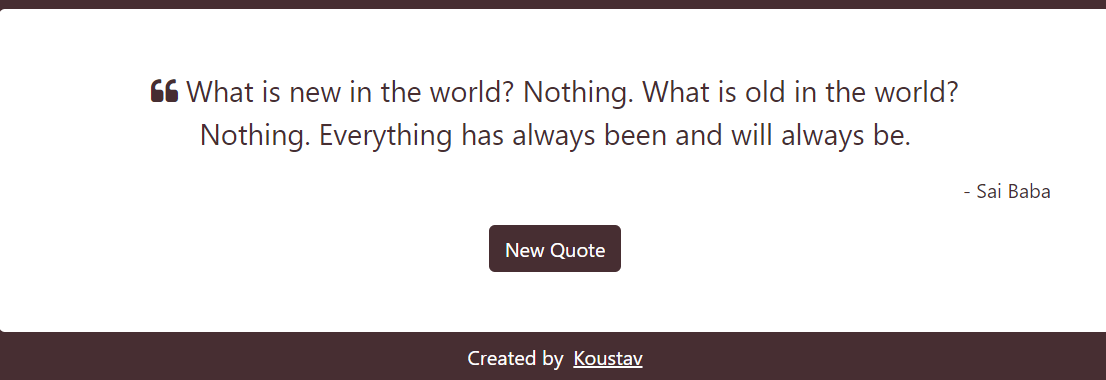 ❝ What is new in the world? Nothing. What is old in the world?
Nothing. Everything has always been and will always be.
- Sai Baba
New Quote
Created by Koustav